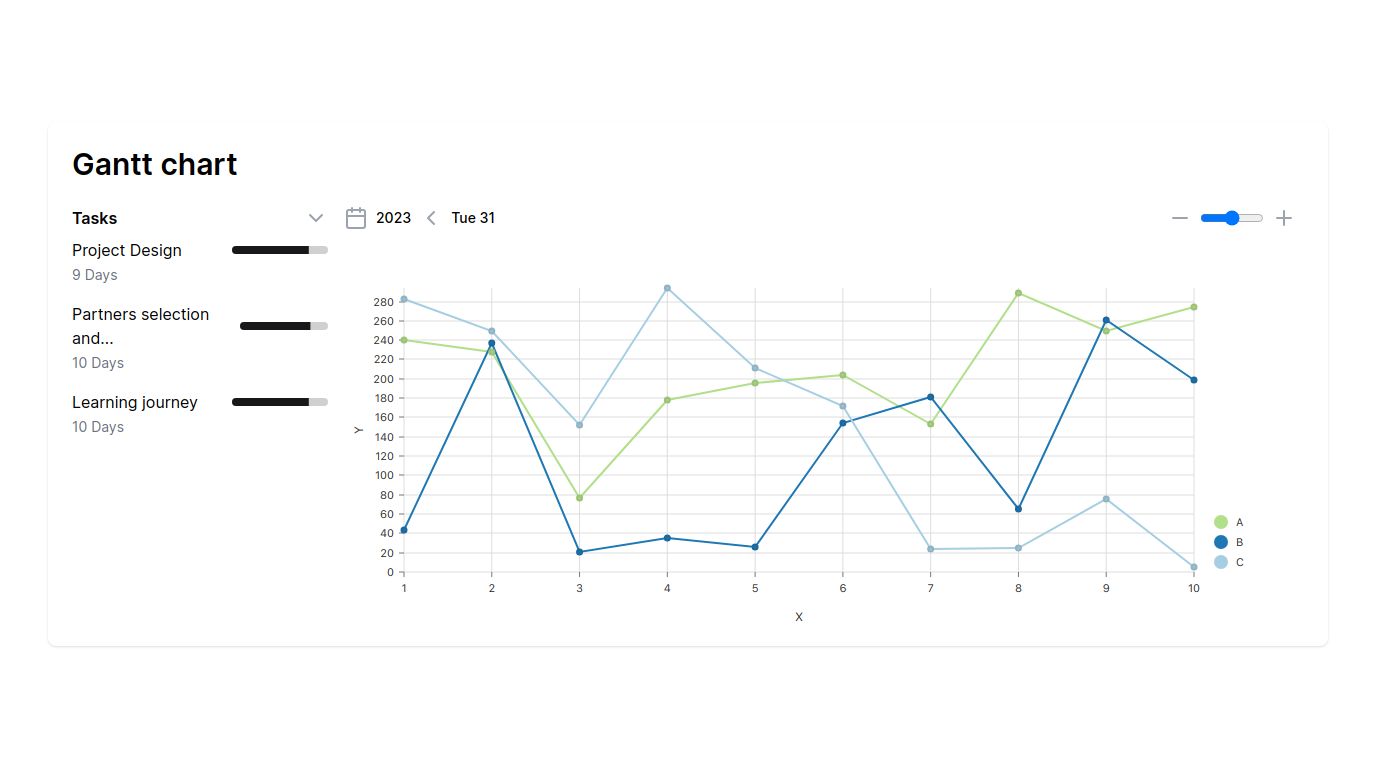 Gantt chart
Tasks
2023
Tue 31
Project Design
9 Days
Partners selection
and...
10 Days
Learning journey
10 Days
280
260
240
220
200
180
160
140
120
100
80
60
40
20
0
Y
1 2 3 4 5 6 7 8 9 10
X
A
B
C